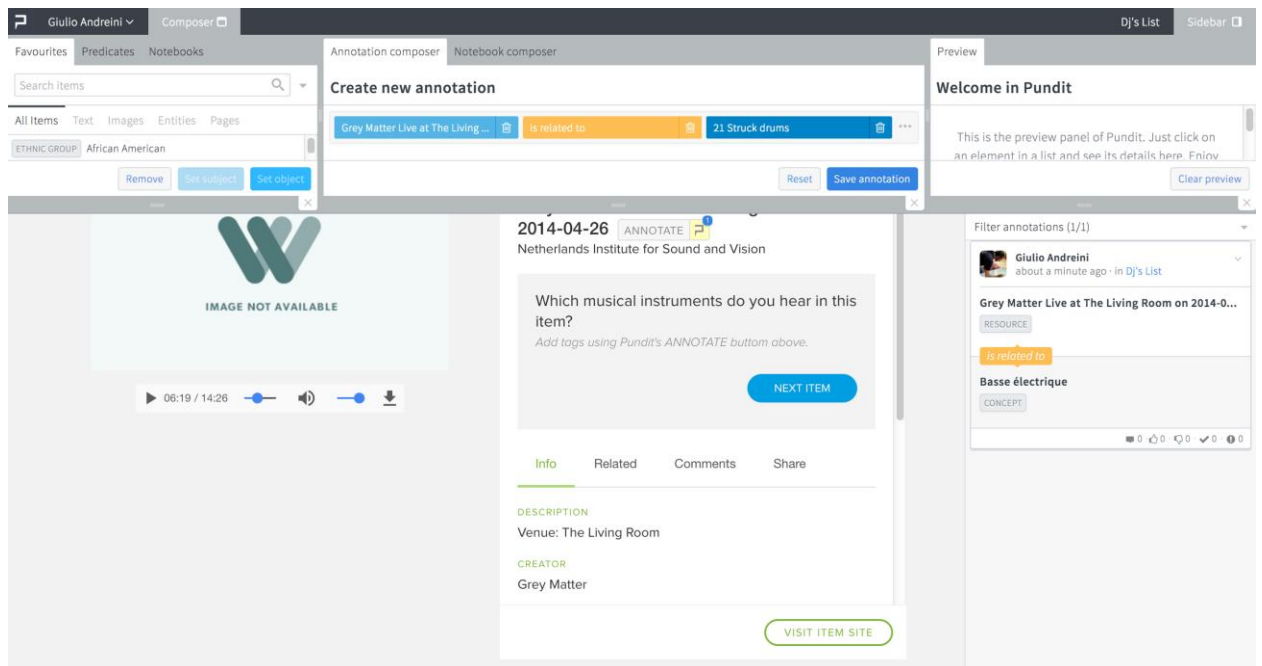 Giulio Andreini
Composer
Dj's List
Sidebar
Favourites
Predicates
Notebooks
Search items
All Items
Text
Images
Entities
Pages
ETHNIC GROUP
African American
Remove
Set subject
Set object
Annotation composer
Notebook composer
Create new annotation
Grey Matter Live at The Living ...
is related to
21 Struck drums
Reset
Save annotation
Preview
Welcome in Pundit
This is the preview panel of Pundit. Just click on
an element in a list and see its details here. Enjoy
Clear preview
IMAGE NOT AVAILABLE
06:19 / 14:26
2014-04-26
ANNOTATE
1
Netherlands Institute for Sound and Vision
Which musical instruments do you hear in this
item?
Add tags using Pundit's ANNOTATE buttom above.
NEXT ITEM
Info
Related
Comments
Share
DESCRIPTION
Venue: The Living Room
CREATOR
Grey Matter
VISIT ITEM SITE
Filter annotations (1/1)
Giulio Andreini
about a minute ago · in Dj's List
Grey Matter Live at The Living Room on 2014-0...
RESOURCE
is related to
Basse électrique
CONCEPT
0 · 0 · 0 · 0 · 0